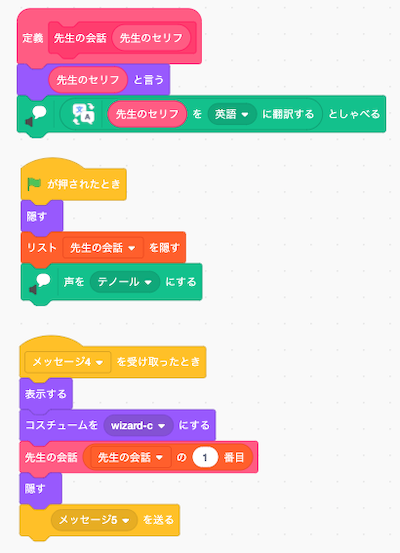 定義 先生の会話 先生のセリフ
先生のセリフ と言う
先生のセリフ を 英語 に翻訳する としゃべる
が押されたとき
隠す
リスト 先生の会話 を隠す
声を テノール にする
メッセージ4 を受け取ったとき
表示する
コスチュームを wizard-c にする
先生の会話 先生の会話 の 1 番目
隠す
メッセージ5 を送る